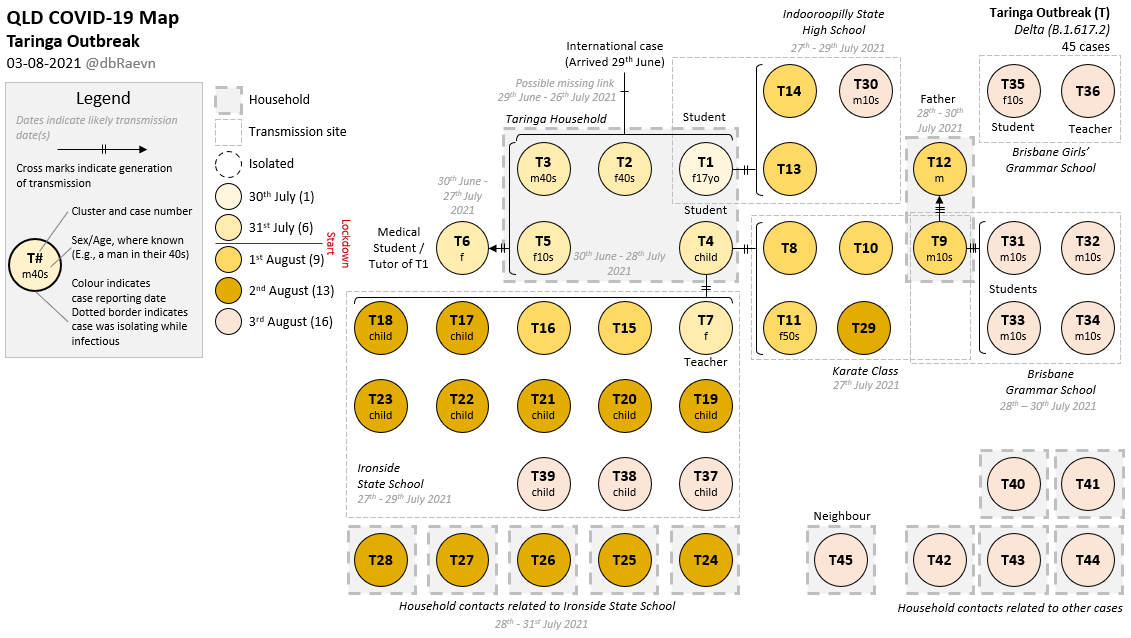 QLD COVID-19 Map
Taringa Outbreak
03-08-2021 @dbRaevn
Legend
Dates indicate likely transmission
date(s)
Cross marks indicate generation
of transmission
Cluster and case number
Sex/Age, where known
(E.g., a man in their 40s)
T#
m40s
Colour indicates
case reporting date
Dotted border indicates
case was isolating while
infectious
Household
Transmission site
Isolated
30th July (1)
31st July (6)
Lockdown
Start
1st August (9)
2nd August (13)
3rd August (16)
International case
(Arrived 29th June)
Possible missing link
29th June - 26th July 2021
Taringa Household
Student
T3
m40s
T2
f40s
T1
f17yo
30th June -
27th July
2021
Medical
Student /
Tutor of T1
T6
f
T5
f10s
30th June - 28th July
2021
Student
T4
child
Indooroopilly State
High School
27th - 29th July 2021
T14
T30
m10s
T13
Taringa Outbreak (T)
Delta (B.1.617.2)
45 cases
T35
f10s
Student
T36
Teacher
Brisbane Girls'
Grammar School
Father
28th - 30th
July 2021
T12
m
T9
m10s
T8
T10
T11
f50s
T29
Karate Class
27th July 2021
T31
m10s
T32
m10s
Students
T33
m10s
T34
m10s
Brisbane
Grammar School
28th – 30th July 2021
T18
child
T17
child
T16
T15
T7
f
Teacher
T23
child
T22
child
T21
child
T20
child
T19
child
Ironside
State School
27th - 29th July 2021
T39
child
T38
child
T37
child
T28
T27
T26
T25
T24
Household contacts related to Ironside State School
28th - 31st July 2021
Neighbour
T45
T40
T41
T42
T43
T44
Household contacts related to other cases